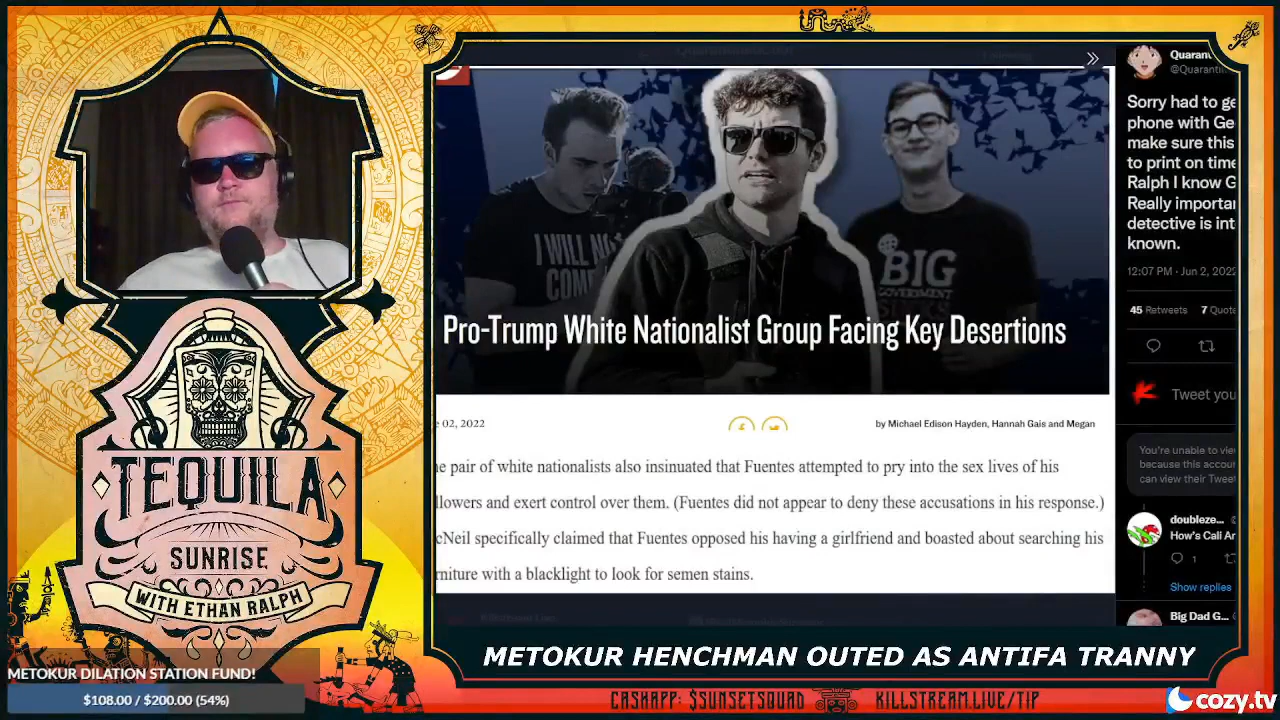 TEQUILA
SUNRISE
WITH ETHAN RALPH
METOKUR DILATION STATION FUND!
$108.00 / $200.00 (54%)
I WILL
BIG
GOVERNMENT
Pro-Trump White Nationalist Group Facing Key Desertions
e 02, 2022
by Michael Edison Hayden, Hannah Gais and Megan
e pair of white nationalists also insinuated that Fuentes attempted to pry into the sex lives of his
llowers and exert control over them. (Fuentes did not appear to deny these accusations in his response.)
cNeil specifically claimed that Fuentes opposed his having a girlfriend and boasted about searching his
rniture with a blacklight to look for semen stains.
Quaran
@Quaranti
Sorry had to ge
phone with Ge
make sure this
to print on time
Ralph I know G
Really importan
detective is int
known.
12:07 PM · Jun 2, 2022
45 Retweets 7 Quote
Tweet you
You're unable to vie
because this accou
can view their Tweet
doubleze...
How's Cali Ar
1
Show replies
Big Dad G...
METOKUR HENCHMAN OUTED AS ANTIFA TRANNY
CASHAPP: $SUNSETSQUAD
KILLSTREAM.LIVE/TIP
cozy.tv